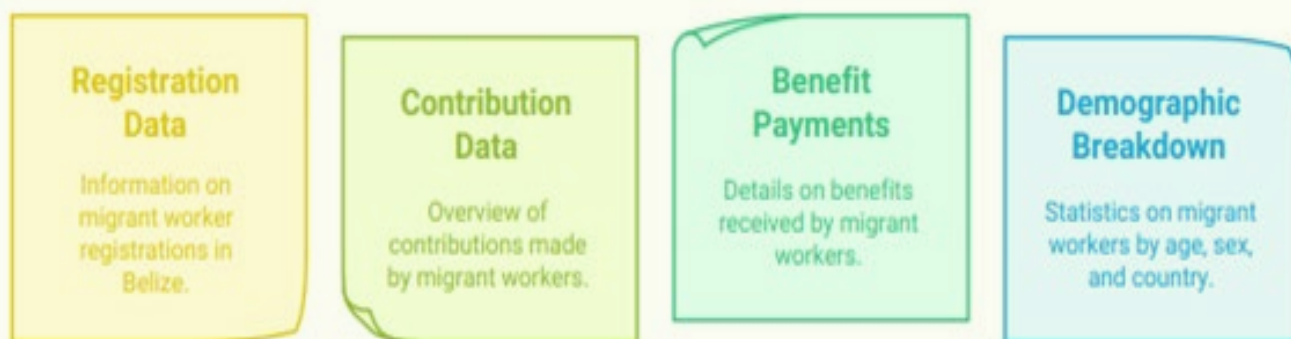 Registration
Data
Information on
migrant worker
registrations in
Belize.
Contribution
Data
Overview of
contributions made
by migrant workers.
Benefit
Payments
Details on benefits
received by migrant
workers.
Demographic
Breakdown
Statistics on migrant
workers by age, sex,
and country.